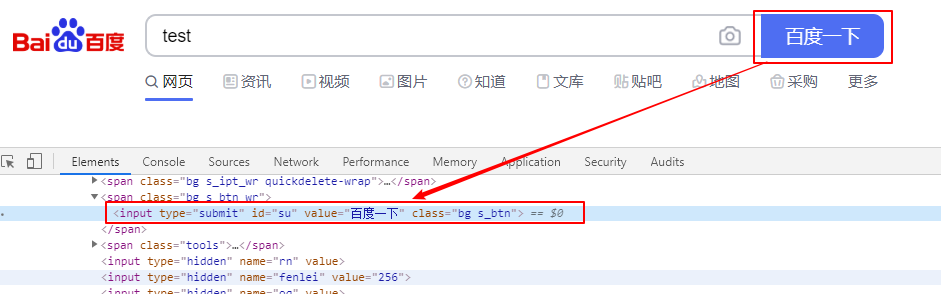 Bai du 百度 test 百度一下
网页 资讯 视频 图片 知道 文库 贴吧 地图 采购 更多
Elements Console Sources Network Performance Memory Application Security Audits
<span class="bg s_ipt_wr quickdelete-wrap">…</span>
<span class="bg s_btn_wr">
<input type="submit" id="su" value="百度一下" class="bg s_btn"> == $0
</span>
<span class="tools">…</span>
<input type="hidden" name="rn" value>
<input type="hidden" name="fenlei" value="256">
<input type="hidden" name="oq" value